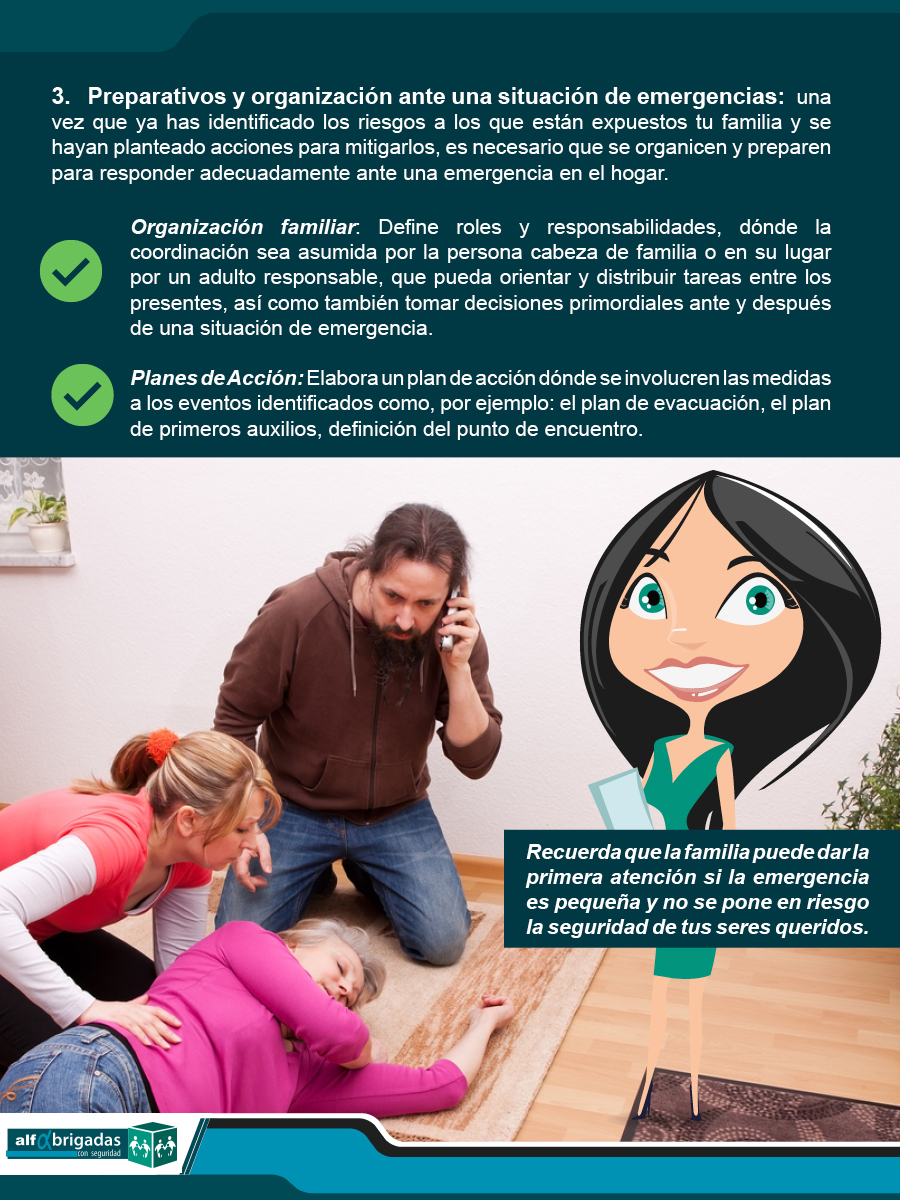 3. Preparativos y organización ante una situación de emergencias: una
vez que ya has identificado los riesgos a los que están expuestos tu familia y se
hayan planteado acciones para mitigarlos, es necesario que se organicen y preparen
para responder adecuadamente ante una emergencia en el hogar.
Organización familiar: Define roles y responsabilidades, dónde la
coordinación sea asumida por la persona cabeza de familia o en su lugar
por un adulto responsable, que pueda orientar y distribuir tareas entre los
presentes, así como también tomar decisiones primordiales ante y después
de una situación de emergencia.
Planes de Acción: Elabora un plan de acción dónde se involucren las medidas
a los eventos identificados como, por ejemplo: el plan de evacuación, el plan
de primeros auxilios, definición del punto de encuentro.
Recuerda que la familia puede dar la
primera atención si la emergencia
es pequeña y no se pone en riesgo
la seguridad de tus seres queridos.
alfαbrigadas
con seguridad